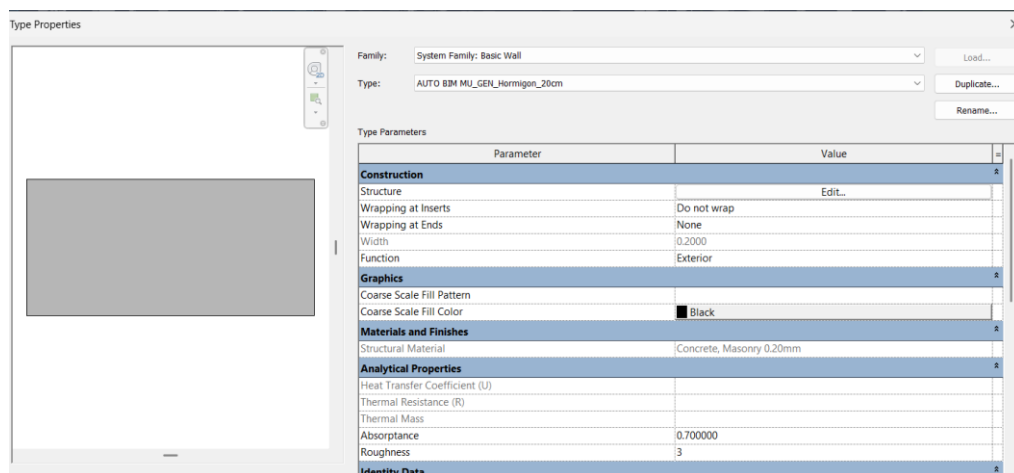 Type Properties
Family: System Family: Basic Wall Load...
Type: AUTO BIM MU_GEN_Hormigon_20cm Duplicate...
Rename...
Type Parameters
Parameter Value =
Construction
Structure Edit...
Wrapping at Inserts Do not wrap
Wrapping at Ends None
Width 0.2000
Function Exterior
Graphics
Coarse Scale Fill Pattern
Coarse Scale Fill Color Black
Materials and Finishes
Structural Material Concrete, Masonry 0.20mm
Analytical Properties
Heat Transfer Coefficient (U)
Thermal Resistance (R)
Thermal Mass
Absorptance 0.700000
Roughness 3
Identity Data